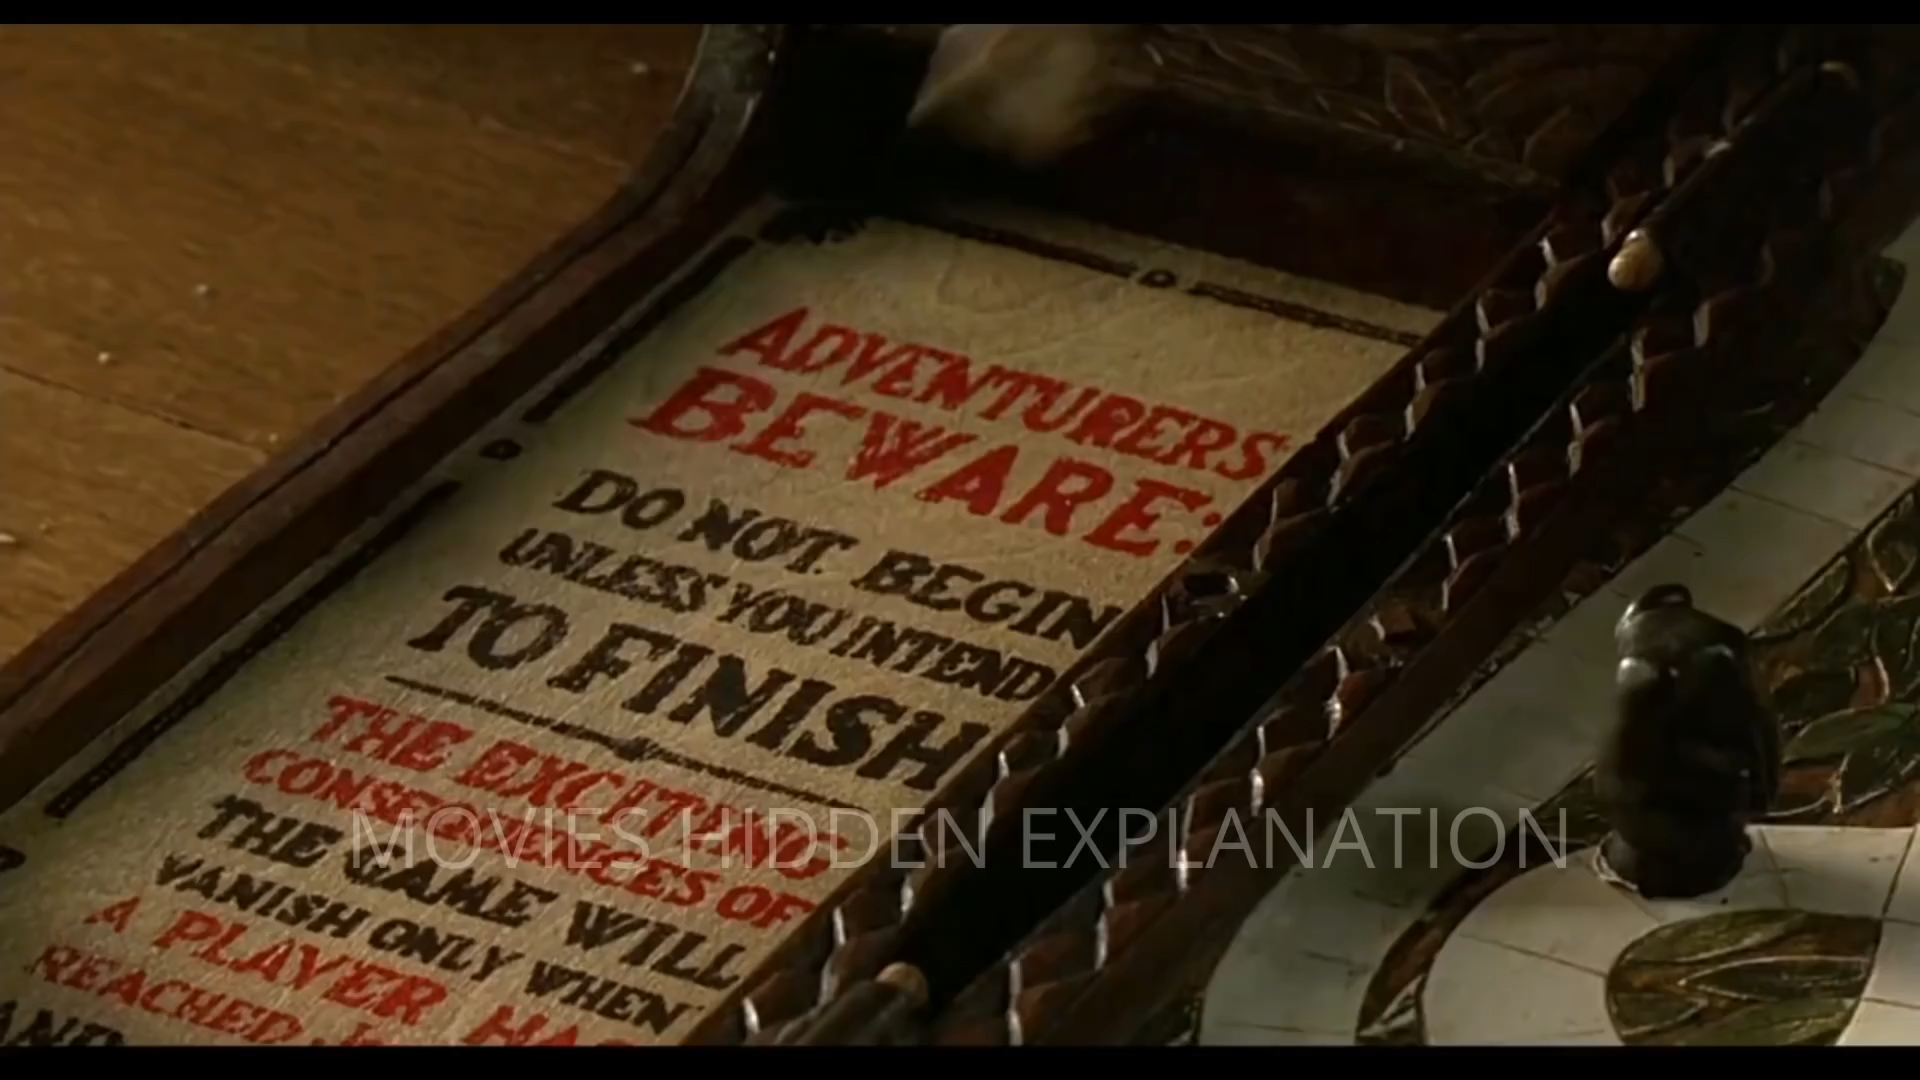 ADVENTURERS
BEWARE:
DO NOT BEGIN
UNLESS YOU INTEND
TO FINISH
THE EXCITING
CONSEQUENCES OF
THE GAME WILL
VANISH ONLY WHEN
A PLAYER HAS
REACHED
AND
MOVIES HIDDEN EXPLANATION